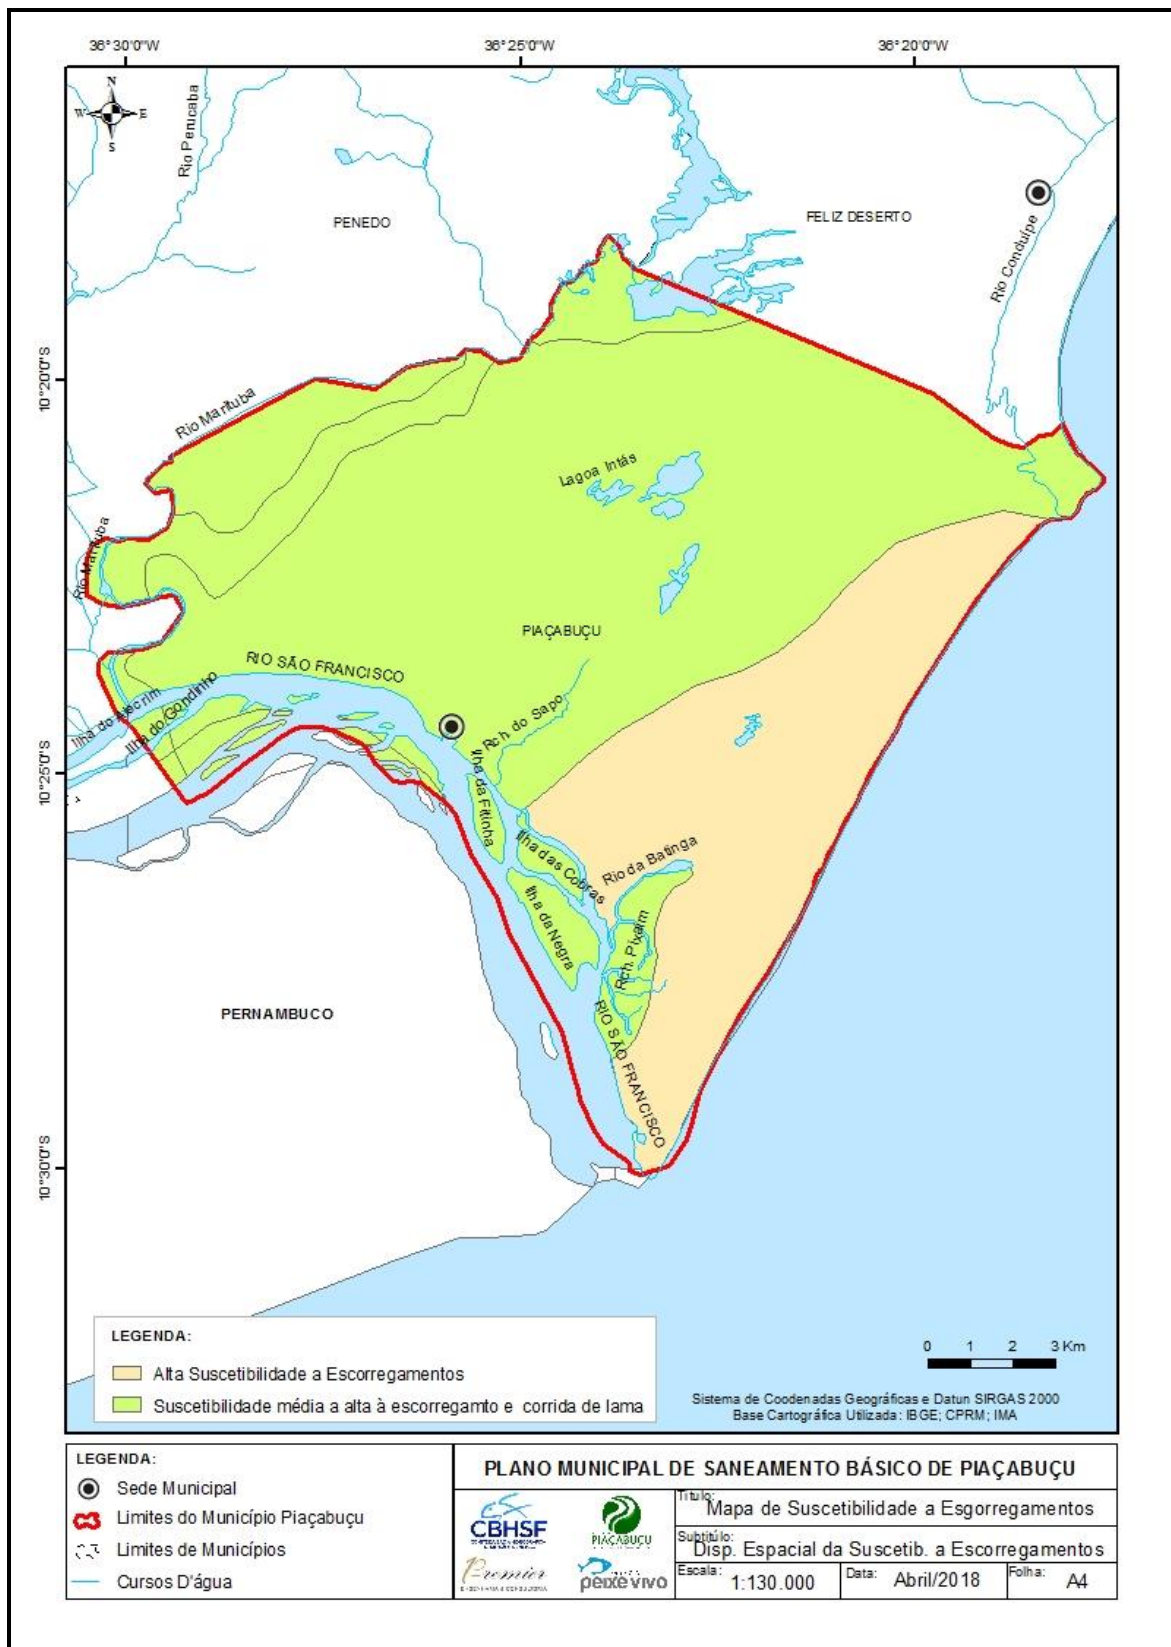 36°30'0"W
36°25'0"W
36°20'0"W
N
W
E
S
Rio Perucaba
PENEDO
FELIZ DESERTO
Rio Conduípe
10°20'0"S
Rio Marituba
Lagoa Intás
Rio Marituba
PIAÇABUÇU
RIO SÃO FRANCISCO
Ilha do Alecrim
Ilha do Gondinho
Rch. do Sapo
10°25'0"S
Ilha da Fitinha
Ilha das Cobras
Rio da Batinga
Ilha da Negra
Rch. Pixaim
PERNAMBUCO
RIO SÃO FRANCISCO
10°30'0"S
LEGENDA:
Alta Suscetibilidade a Escorregamentos
Suscetibilidade média a alta à escorregamto e corrida de lama
0 1 2 3 Km
Sistema de Coodenadas Geográficas e Datun SIRGAS 2000
Base Cartográfica Utilizada: IBGE; CPRM; IMA
LEGENDA:
Sede Municipal
Limites do Município Piaçabuçu
Limites de Municípios
Cursos D'água
PLANO MUNICIPAL DE SANEAMENTO BÁSICO DE PIAÇABUÇU
CBHSF
PIAÇABUÇU
Premier
peixe vivo
Titulo:
Mapa de Suscetibilidade a Esgorregamentos
Subtitúlo:
Disp. Espacial da Suscetib. a Escorregamentos
Escala: 1:130.000
Data: Abril/2018
Folha: A4